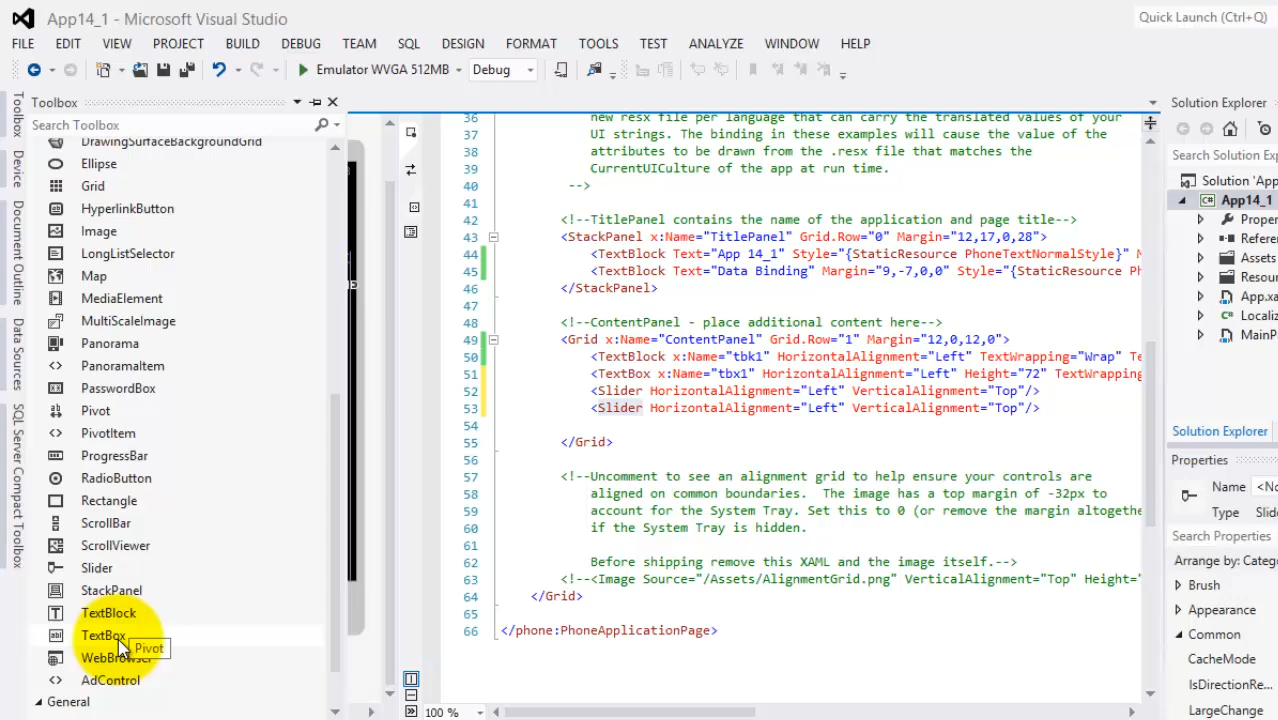 App14_1 - Microsoft Visual Studio
Quick Launch (Ctrl+Q)
FILE EDIT VIEW PROJECT BUILD DEBUG TEAM SQL DESIGN FORMAT TOOLS TEST ANALYZE WINDOW HELP
Emulator WVGA 512MB Debug
Toolbox
Search Toolbox
DrawingSurfaceBackgroundGrid
Ellipse
Grid
HyperlinkButton
Image
LongListSelector
Map
MediaElement
MultiScaleImage
Panorama
PanoramaItem
PasswordBox
Pivot
PivotItem
ProgressBar
RadioButton
Rectangle
ScrollBar
ScrollViewer
Slider
StackPanel
TextBlock
TextBox
Pivot
WebBrowser
AdControl
General
Toolbox
Device
Document Outline
Data Sources
SQL Server Compact Toolbox
36 new resx file per language that can carry the translated values of your
37 UI strings. The binding in these examples will cause the value of the
38 attributes to be drawn from the .resx file that matches the
39 CurrentUICulture of the app at run time.
40 -->
41
42 <!--TitlePanel contains the name of the application and page title-->
43 <StackPanel x:Name="TitlePanel" Grid.Row="0" Margin="12,17,0,28">
44 <TextBlock Text="App 14_1" Style="{StaticResource PhoneTextNormalStyle}" M
45 <TextBlock Text="Data Binding" Margin="9,-7,0,0" Style="{StaticResource Ph
46 </StackPanel>
47
48 <!--ContentPanel - place additional content here-->
49 <Grid x:Name="ContentPanel" Grid.Row="1" Margin="12,0,12,0">
50 <TextBlock x:Name="tbk1" HorizontalAlignment="Left" TextWrapping="Wrap" Te
51 <TextBox x:Name="tbx1" HorizontalAlignment="Left" Height="72" TextWrapping
52 <Slider HorizontalAlignment="Left" VerticalAlignment="Top"/>
53 <Slider HorizontalAlignment="Left" VerticalAlignment="Top"/>
54
55 </Grid>
56
57 <!--Uncomment to see an alignment grid to help ensure your controls are
58 aligned on common boundaries.  The image has a top margin of -32px to
59 account for the System Tray. Set this to 0 (or remove the margin altogethe
60 if the System Tray is hidden.
61
62 Before shipping remove this XAML and the image itself.-->
63 <!--<Image Source="/Assets/AlignmentGrid.png" VerticalAlignment="Top" Height="
64 </Grid>
65
66 </phone:PhoneApplicationPage>
100 %
Solution Explorer
Search Solution Exp
Solution 'App
App14_1
Proper
Refere
Assets
Resou
App.xa
Localiz
MainP
Solution Explorer
Properties
Name <No
Type Slide
Search Properties
Arrange by: Categ
Brush
Appearance
Common
CacheMode
IsDirectionRe...
LargeChange